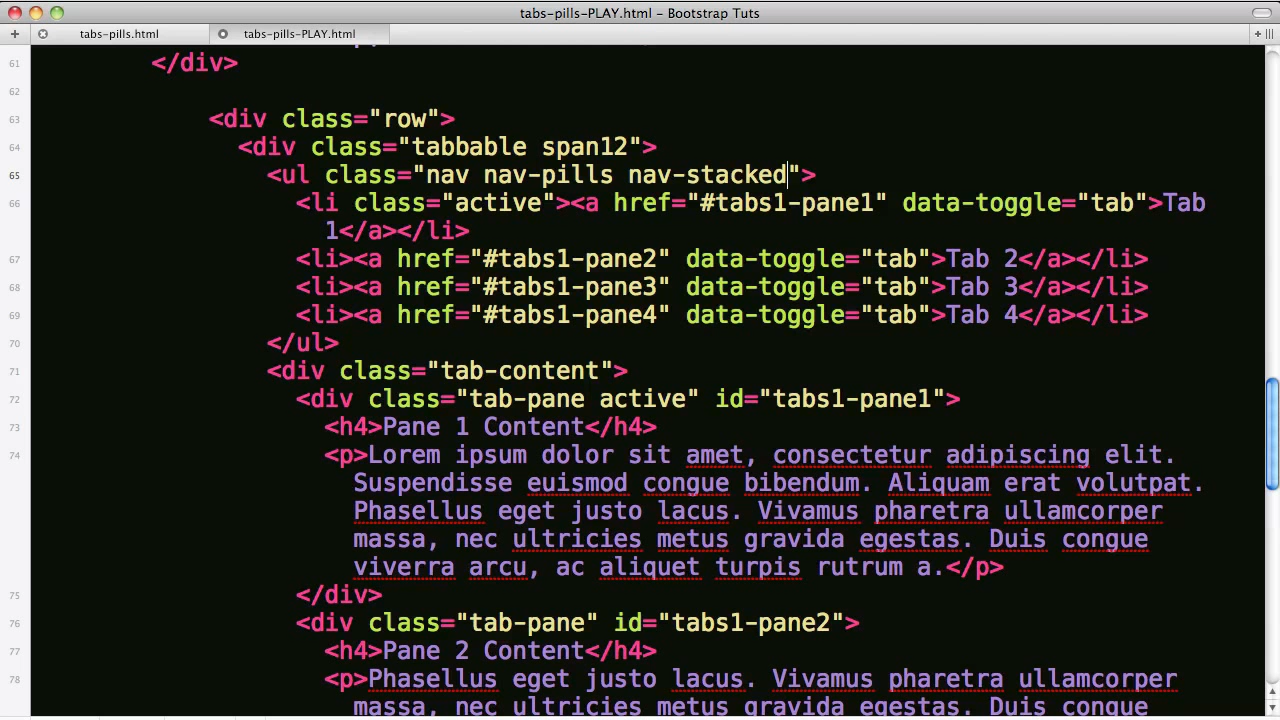 tabs-pills-PLAY.html – Bootstrap Tuts
tabs-pills.html
tabs-pills-PLAY.html
61 </div>
62
63 <div class="row">
64 <div class="tabbable span12">
65 <ul class="nav nav-pills nav-stacked">
66 <li class="active"><a href="#tabs1-pane1" data-toggle="tab">Tab
1</a></li>
67 <li><a href="#tabs1-pane2" data-toggle="tab">Tab 2</a></li>
68 <li><a href="#tabs1-pane3" data-toggle="tab">Tab 3</a></li>
69 <li><a href="#tabs1-pane4" data-toggle="tab">Tab 4</a></li>
70 </ul>
71 <div class="tab-content">
72 <div class="tab-pane active" id="tabs1-pane1">
73 <h4>Pane 1 Content</h4>
74 <p>Lorem ipsum dolor sit amet, consectetur adipiscing elit.
Suspendisse euismod congue bibendum. Aliquam erat volutpat.
Phasellus eget justo lacus. Vivamus pharetra ullamcorper
massa, nec ultricies metus gravida egestas. Duis congue
viverra arcu, ac aliquet turpis rutrum a.</p>
75 </div>
76 <div class="tab-pane" id="tabs1-pane2">
77 <h4>Pane 2 Content</h4>
78 <p>Phasellus eget justo lacus. Vivamus pharetra ullamcorper
massa, nec ultricies metus gravida egestas. Duis congue